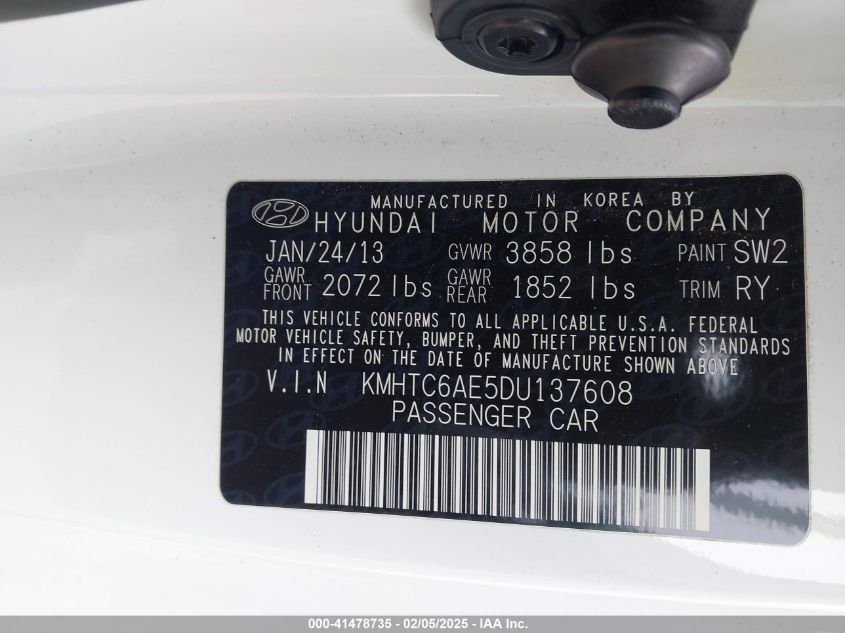 MANUFACTURED IN KOREA BY
HYUNDAI MOTOR COMPANY
JAN/24/13 GVWR 3858 lbs PAINT SW2
GAWR FRONT 2072 lbs GAWR REAR 1852 lbs TRIM RY
THIS VEHICLE CONFORMS TO ALL APPLICABLE U.S.A. FEDERAL
MOTOR VEHICLE SAFETY, BUMPER, AND THEFT PREVENTION STANDARDS
IN EFFECT ON THE DATE OF MANUFACTURE SHOWN ABOVE
V.I.N KMHTC6AE5DU137608
PASSENGER CAR
000-41478735 - 02/05/2025 - IAA Inc.